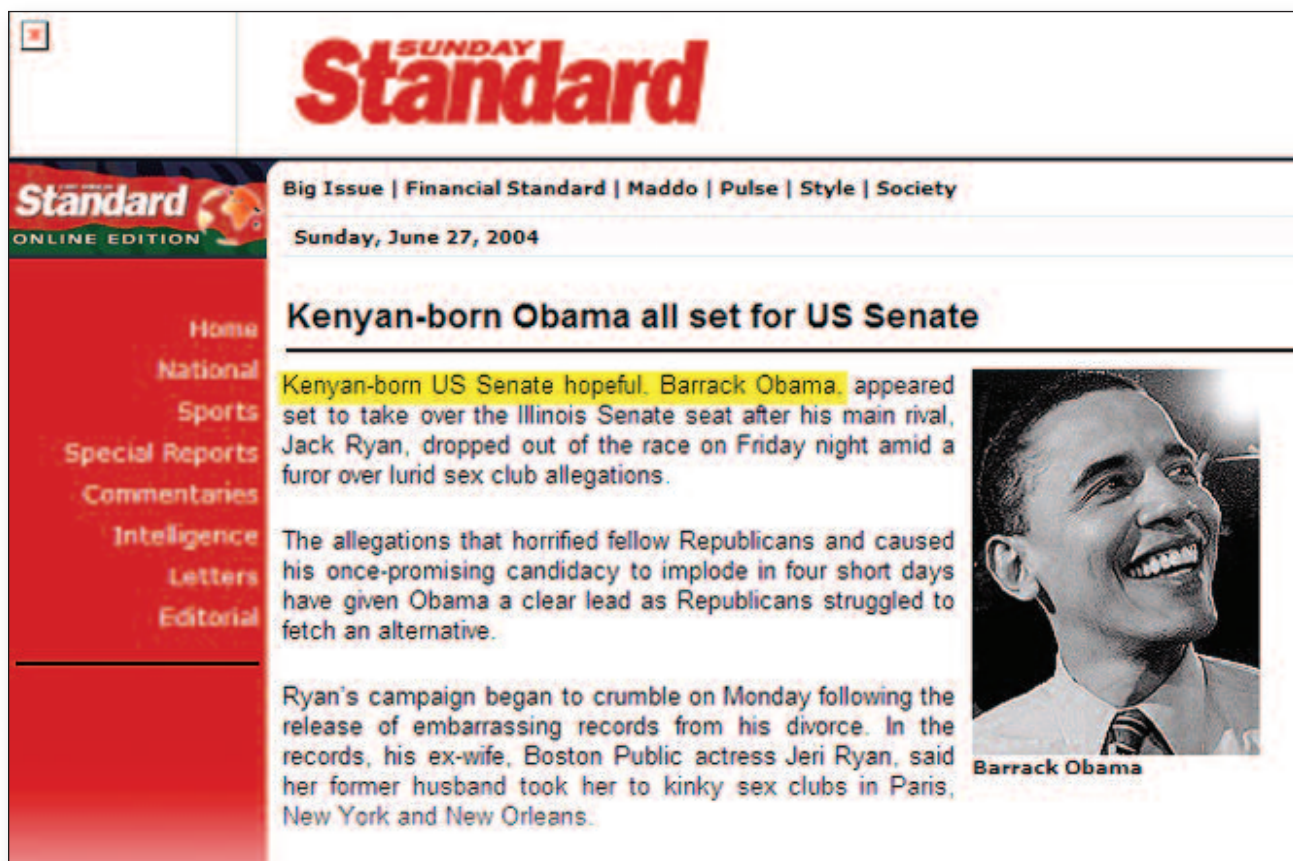 SUNDAY
Standard
Standard
ONLINE EDITION
Big Issue | Financial Standard | Maddo | Pulse | Style | Society
Sunday, June 27, 2004
Home
National
Sports
Special Reports
Commentaries
Intelligence
Letters
Editorial
Kenyan-born Obama all set for US Senate
Kenyan-born US Senate hopeful, Barrack Obama, appeared
set to take over the Illinois Senate seat after his main rival,
Jack Ryan, dropped out of the race on Friday night amid a
furor over lurid sex club allegations.
The allegations that horrified fellow Republicans and caused
his once-promising candidacy to implode in four short days
have given Obama a clear lead as Republicans struggled to
fetch an alternative.
Ryan's campaign began to crumble on Monday following the
release of embarrassing records from his divorce. In the
records, his ex-wife, Boston Public actress Jeri Ryan, said
her former husband took her to kinky sex clubs in Paris,
New York and New Orleans.
Barrack Obama